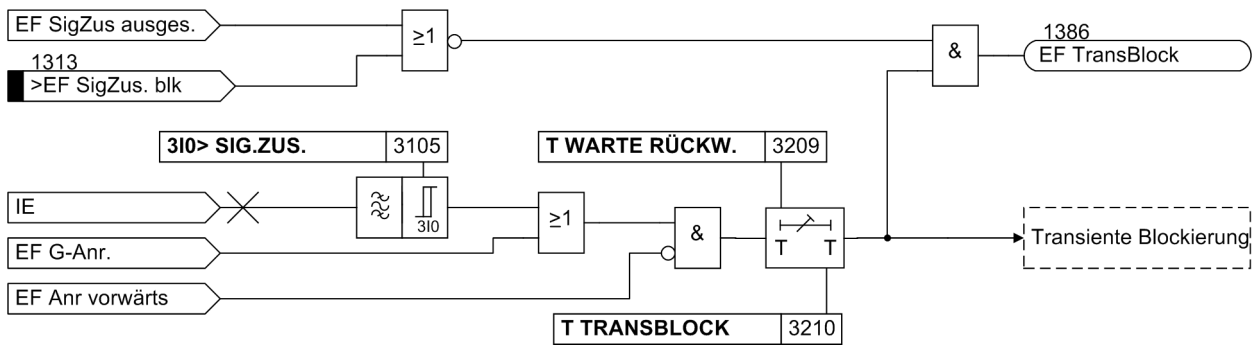 EF SigZus ausges.
≥1
1313
>EF SigZus. blk
&
1386
EF TransBlock
3I0> SIG.ZUS. 3105
T WARTE RÜCKW. 3209
IE
3I0
≥1
&
T T
Transiente Blockierung
EF G-Anr.
EF Anr vorwärts
T TRANSBLOCK 3210